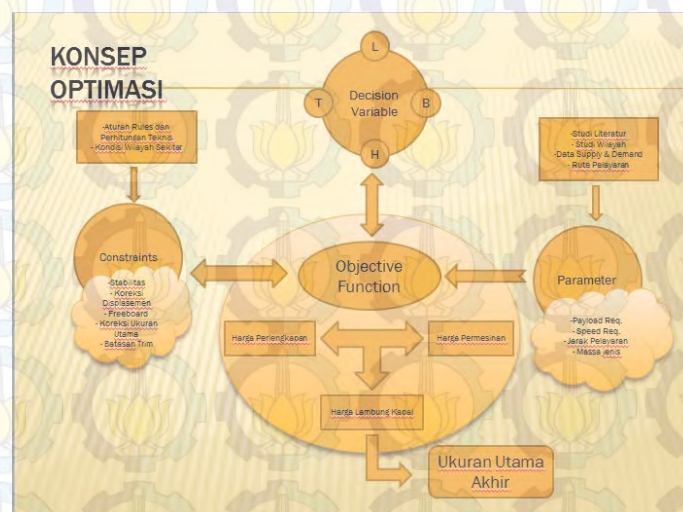 KONSEP
OPTIMASI
L
T
Decision
Variable
B
H
-Aturan Rules dan
Perhitungan Teknis
- Kondisi Wilayah Sekitar
-Studi Literatur
- Studi Wilayah
-Data Supply & Demand
- Rute Pelayaran
Constraints
-Stabilitas
- Koreksi
Displasemen
- Freeboard
- Koreksi Ukuran
Utama
- Batasan Trim
Objective
Function
Parameter
-Payload Req.
- Speed Req.
- Jarak Pelayaran
- Massa jenis
Harga Perlengkapan
Harga Permesinan
Harga Lambung Kapal
Ukuran Utama
Akhir